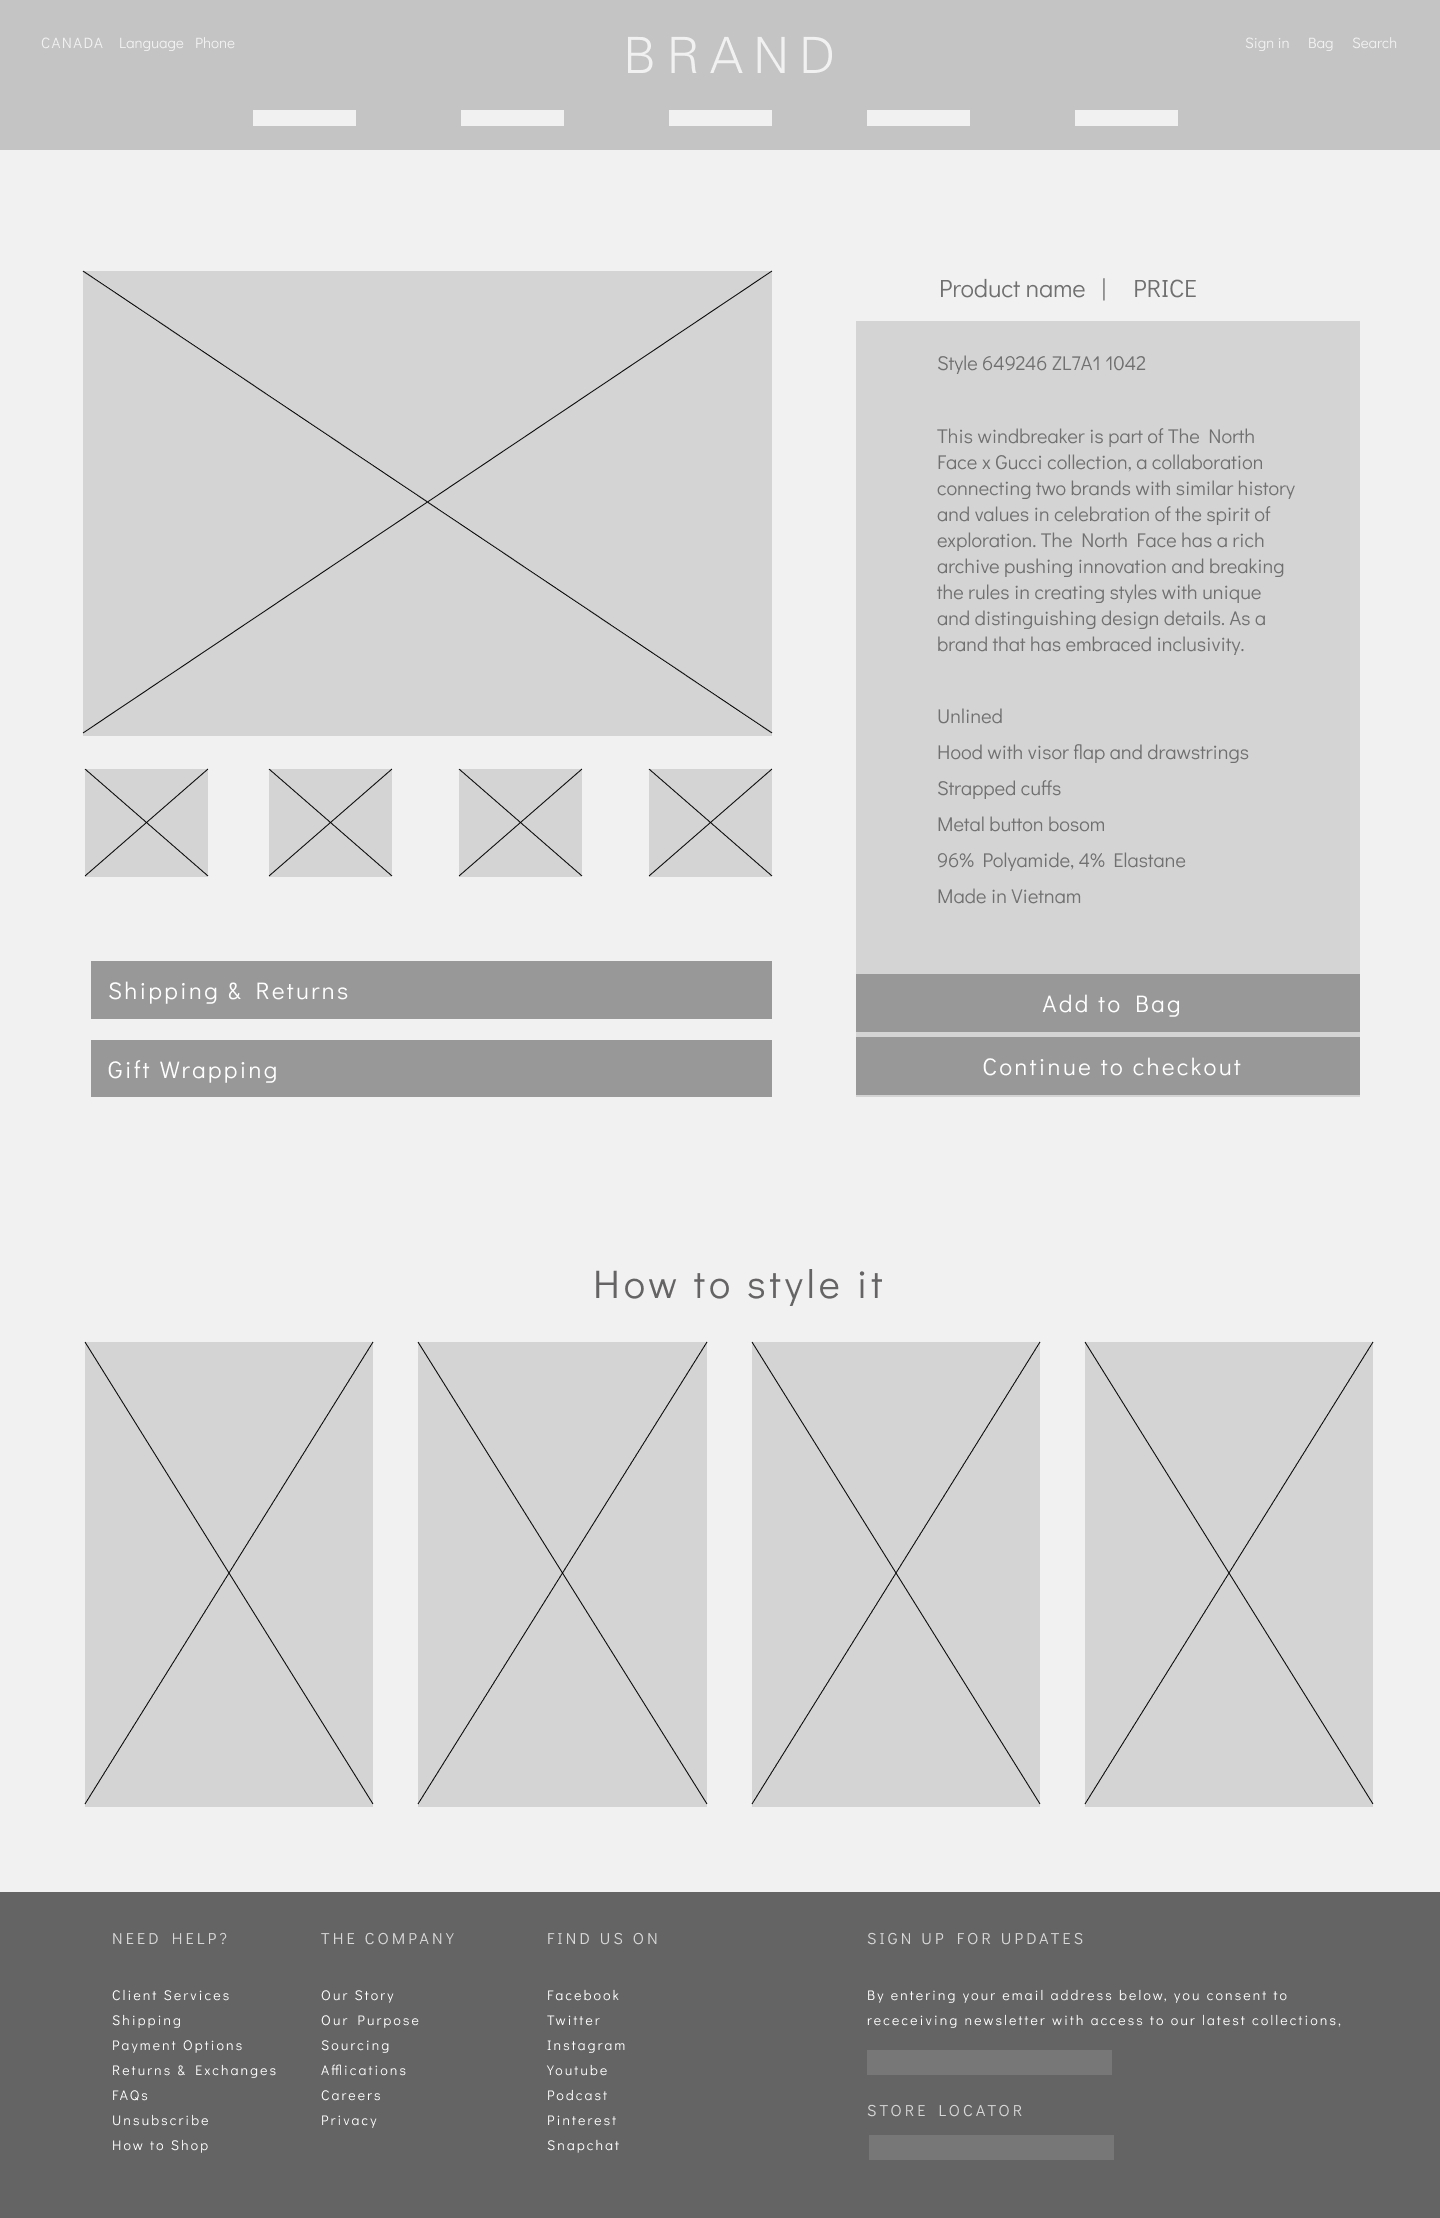 CANADA Language Phone
BRAND
Sign in Bag Search
Product name | PRICE
Style 649246 ZL7A1 1042
This windbreaker is part of The North
Face x Gucci collection, a collaboration
connecting two brands with similar history
and values in celebration of the spirit of
exploration. The North Face has a rich
archive pushing innovation and breaking
the rules in creating styles with unique
and distinguishing design details. As a
brand that has embraced inclusivity.
Unlined
Hood with visor flap and drawstrings
Strapped cuffs
Metal button bosom
96% Polyamide, 4% Elastane
Made in Vietnam
Add to Bag
Continue to checkout
Shipping & Returns
Gift Wrapping
How to style it
NEED HELP?
Client Services
Shipping
Payment Options
Returns & Exchanges
FAQs
Unsubscribe
How to Shop
THE COMPANY
Our Story
Our Purpose
Sourcing
Afflications
Careers
Privacy
FIND US ON
Facebook
Twitter
Instagram
Youtube
Podcast
Pinterest
Snapchat
SIGN UP FOR UPDATES
By entering your email address below, you consent to
receceiving newsletter with access to our latest collections,
STORE LOCATOR